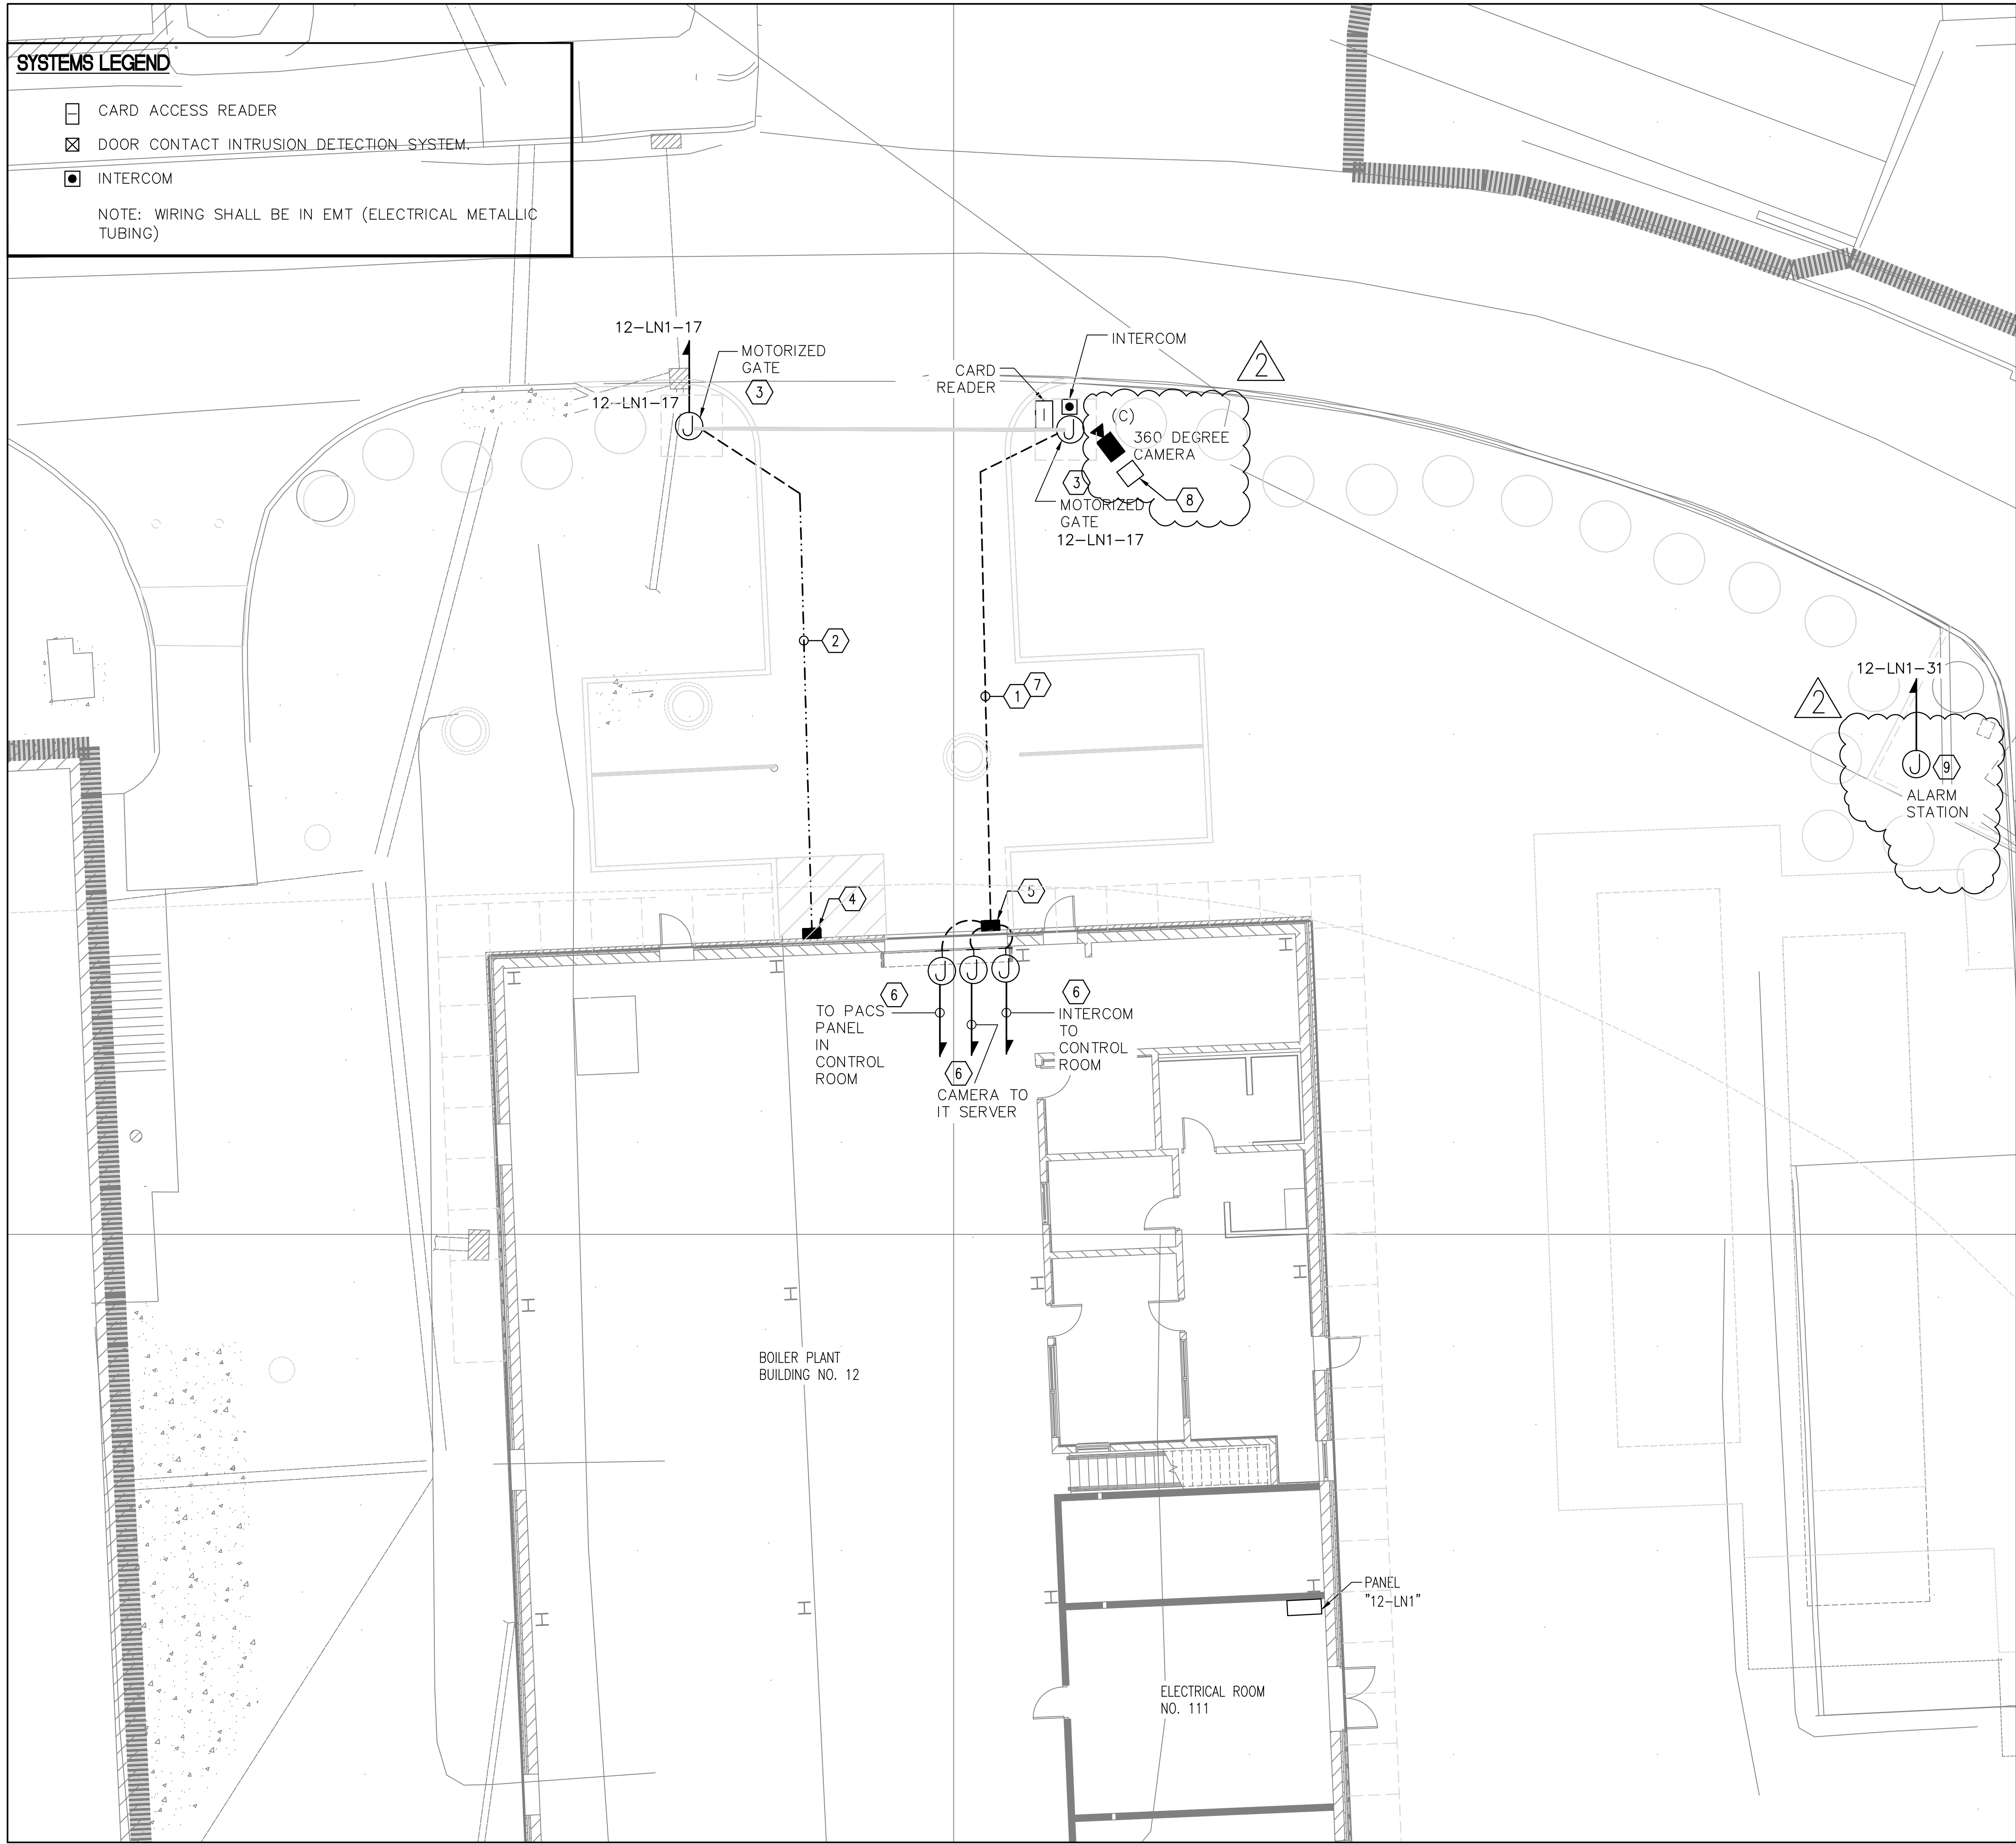 SYSTEMS LEGEND
CARD ACCESS READER
DOOR CONTACT INTRUSION DETECTION SYSTEM.
INTERCOM
NOTE: WIRING SHALL BE IN EMT (ELECTRICAL METALLIC
TUBING)
12-LN1-17
MOTORIZED
GATE
3
12-LN1-17
J
INTERCOM
CARD
READER
2
J
(C)
360 DEGREE
CAMERA
3
8
MOTORIZED
GATE
12-LN1-17
2
1
7
12-LN1-31
2
J
9
ALARM
STATION
4
5
J
J
J
6
TO PACS
PANEL
IN
CONTROL
ROOM
6
INTERCOM
TO
CONTROL
ROOM
6
CAMERA TO
IT SERVER
BOILER PLANT
BUILDING NO. 12
PANEL
"12-LN1"
ELECTRICAL ROOM
NO. 111